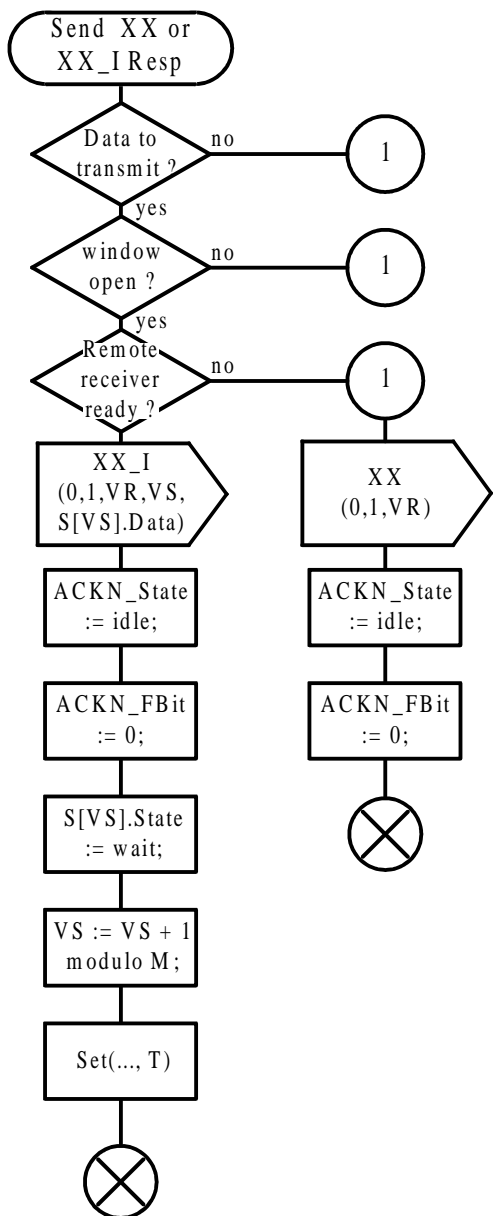 Send XX or
XX_I Resp
Data to
transmit ?
no
1
yes
window
open ?
no
1
yes
Remote
receiver
ready ?
no
1
XX_I
(0,1,VR,VS,
S[VS].Data)
XX
(0,1,VR)
ACKN_State
:= idle;
ACKN_State
:= idle;
ACKN_FBit
:= 0;
ACKN_FBit
:= 0;
S[VS].State
:= wait;
VS := VS + 1
modulo M;
Set(..., T)